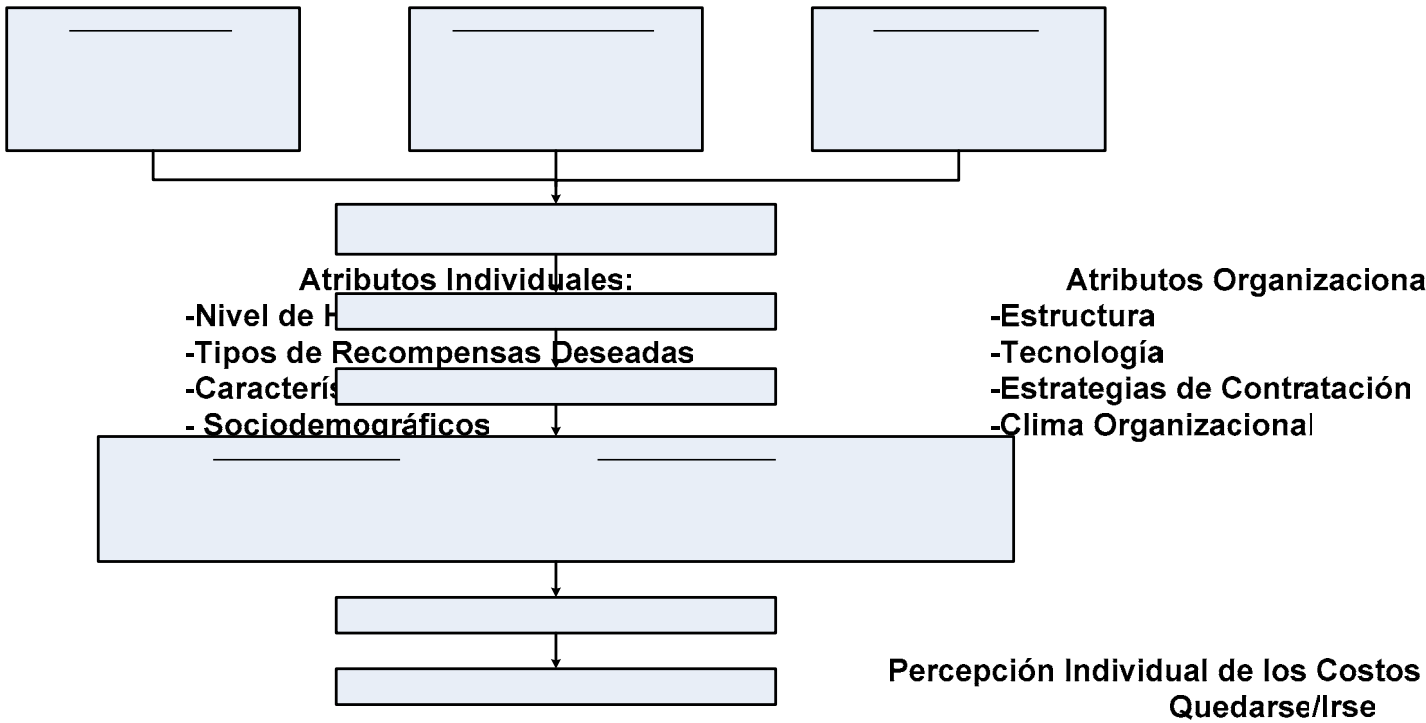 Atributos Individuales:
-Nivel de
-Tipos de Recompensas Deseadas
- Sociodemográficos
Atributos Organizaciona
-Estructura
-Tecnología
-Estrategias de Contratación
-Clima Organizacional
Percepción Individual de los Costos
Quedarse/Irse